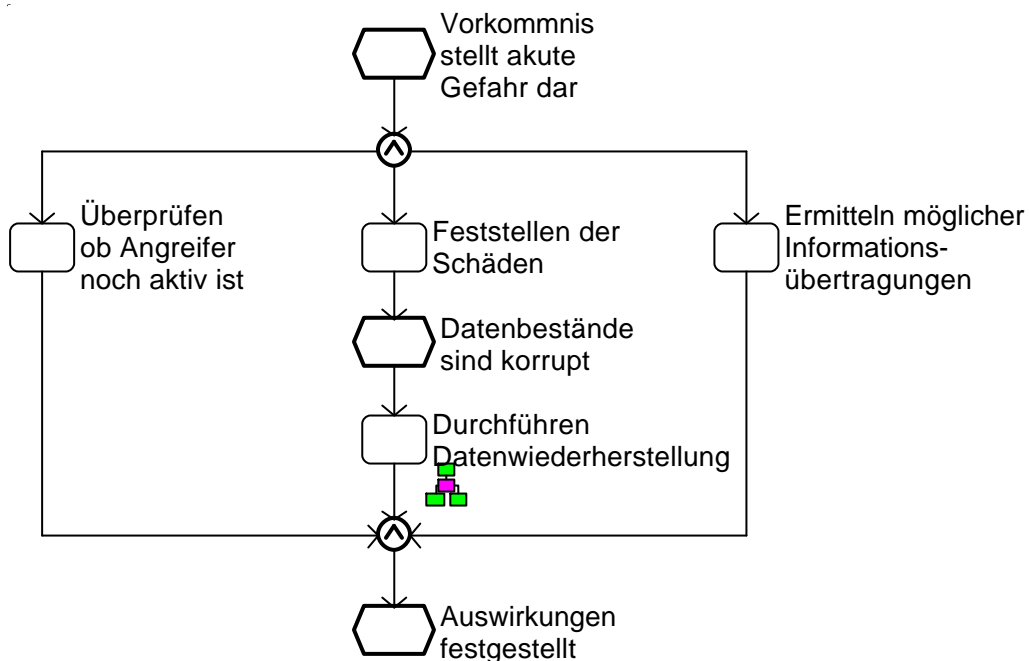 Vorkommnis
stellt akute
Gefahr dar
Überprüfen
ob Angreifer
noch aktiv ist
Feststellen der
Schäden
Ermitteln möglicher
Informations-
übertragungen
Datenbestände
sind korrupt
Durchführen
Datenwiederherstellung
Auswirkungen
festgestellt